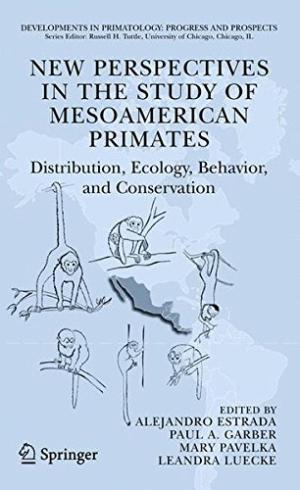 DEVELOPMENTS IN PRIMATOLOGY: PROGRESS AND PROSPECTS
Series Editor: Russell H. Tuttle, University of Chicago, Chicago, IL
NEW PERSPECTIVES
IN THE STUDY OF
MESOAMERICAN
PRIMATES
Distribution, Ecology, Behavior,
and Conservation
EDITED BY
ALEJANDRO ESTRADA
PAUL A. GARBER
MARY PAVELKA
LEANDRA LUECKE
Springer